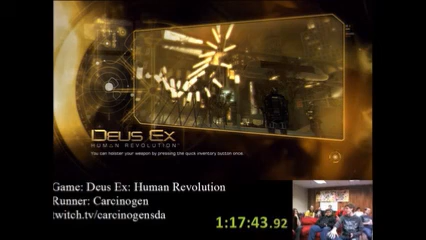 DEUS EX
HUMAN REVOLUTION
You can holster your weapon by pressing the quick inventory button once.
Game: Deus Ex: Human Revolution
Runner: Carcinogen
twitch.tv/carcinogensda
1:17:43.92